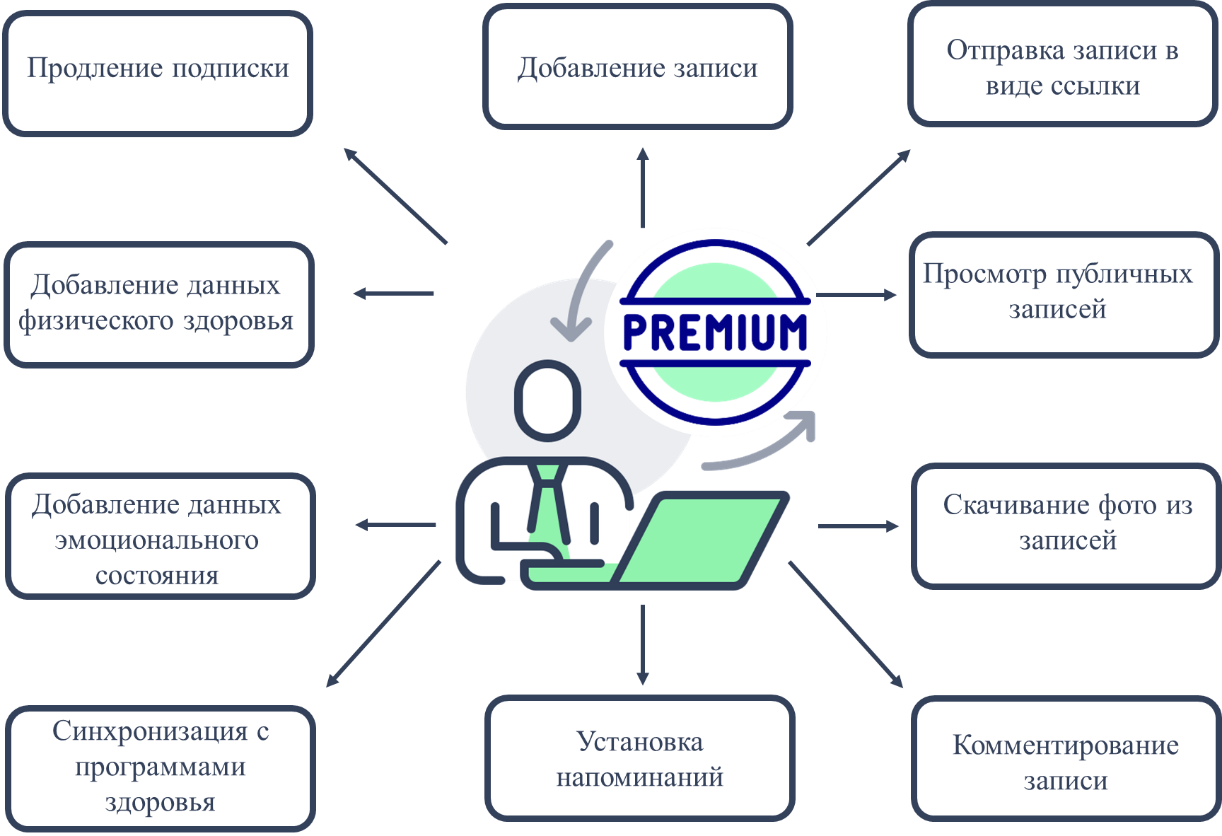 Продление подписки
Добавление записи
Отправка записи в
виде ссылки
Добавление данных
физического здоровья
PREMIUM
Просмотр публичных
записей
Добавление данных
эмоционального
состояния
Скачивание фото из
записей
Синхронизация с
программами
здоровья
Установка
напоминаний
Комментирование
записи